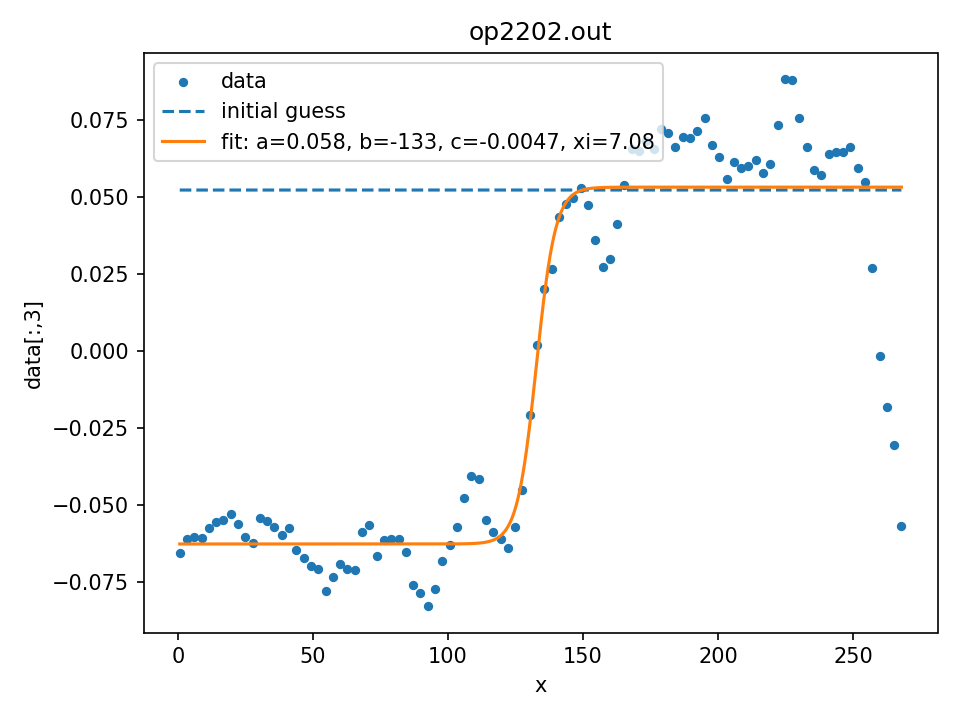 op2202.out
data
initial guess
fit: a=0.058, b=-133, c=-0.0047, xi=7.08
0.075
0.050
0.025
0.000
−0.025
−0.050
−0.075
data[:,3]
0 50 100 150 200 250
x